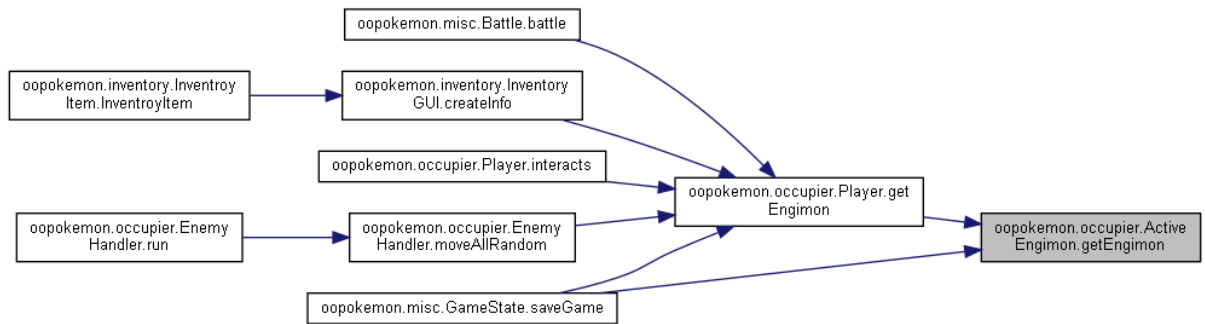 oopokemon.misc.Battle.battle
oopokemon.inventory.Inventroy
Item.InventroyItem
oopokemon.inventory.Inventory
GUI.createInfo
oopokemon.occupier.Player.interacts
oopokemon.occupier.Player.get
Engimon
oopokemon.occupier.Active
Engimon.getEngimon
oopokemon.occupier.Enemy
Handler.run
oopokemon.occupier.Enemy
Handler.moveAllRandom
oopokemon.misc.GameState.saveGame